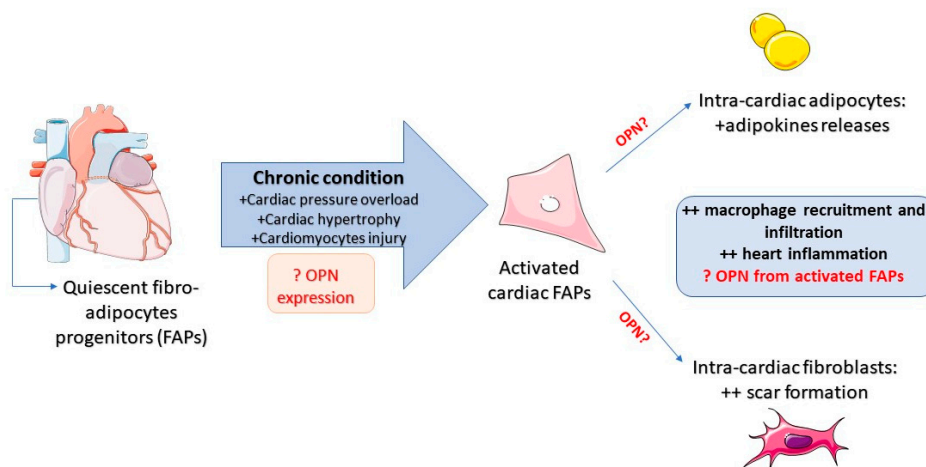 Quiescent fibro-
adipocytes
progenitors (FAPs)
Chronic condition
+Cardiac pressure overload
+Cardiac hypertrophy
+Cardiomyocytes injury
? OPN
expression
Activated
cardiac FAPs
OPN?
Intra-cardiac adipocytes:
+adipokines releases
++ macrophage recruitment and
infiltration
++ heart inflammation
? OPN from activated FAPs
OPN?
Intra-cardiac fibroblasts:
++ scar formation